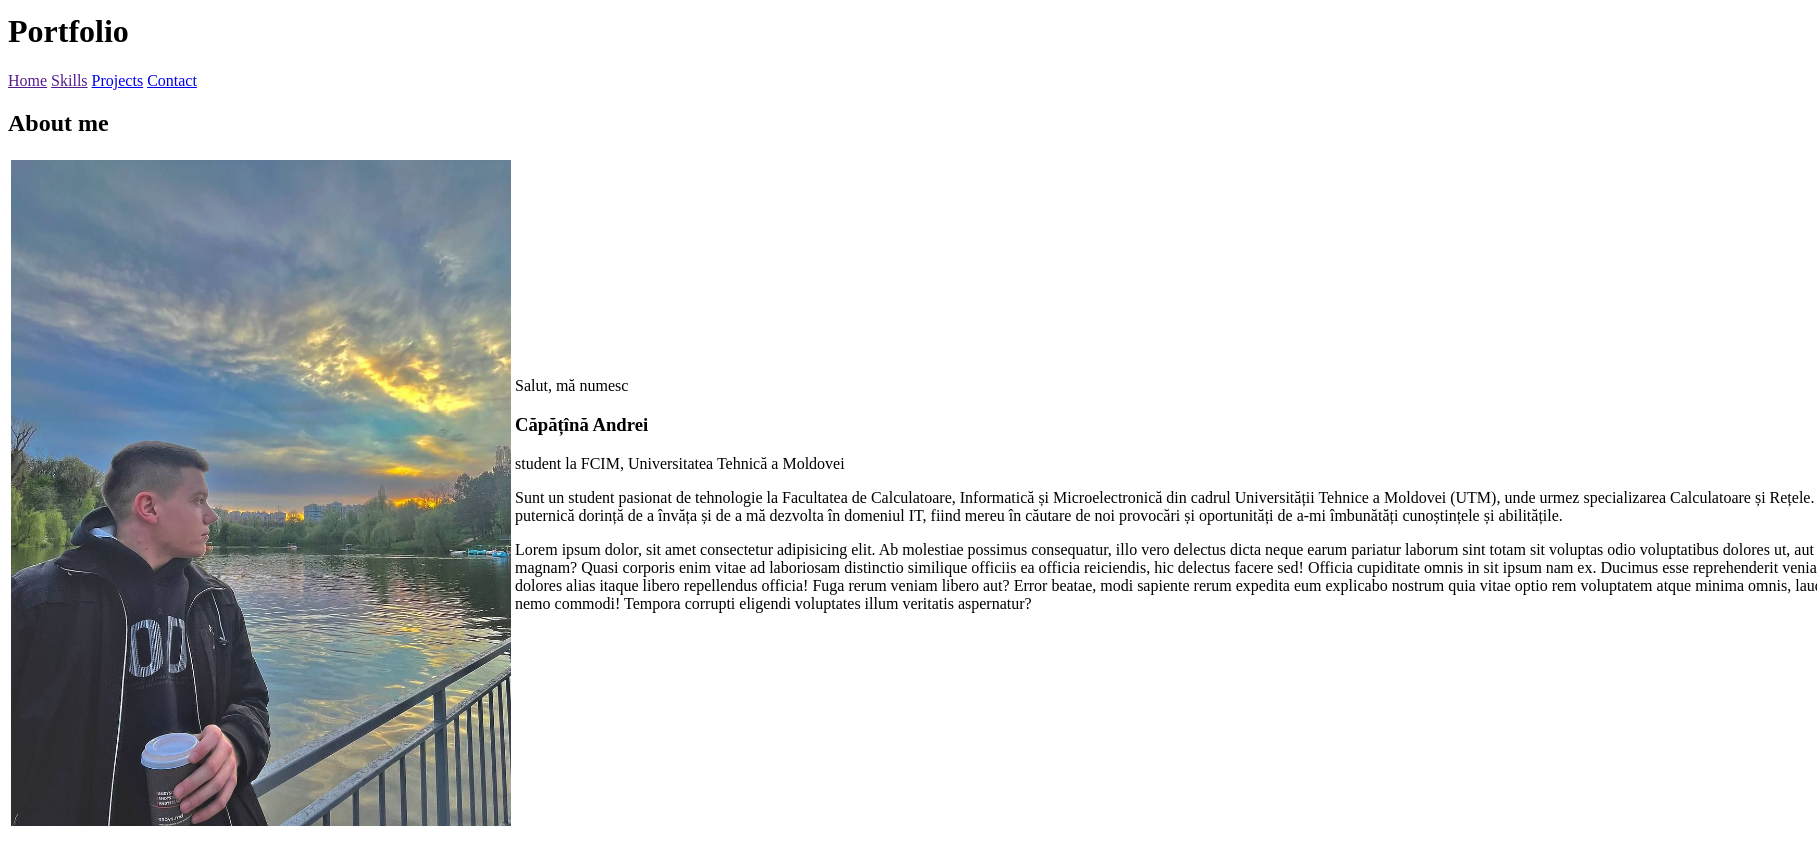 Portfolio
Home Skills Projects Contact
About me
Salut, mă numesc
Căpățînă Andrei
student la FCIM, Universitatea Tehnică a Moldovei
Sunt un student pasionat de tehnologie la Facultatea de Calculatoare, Informatică și Microelectronică din cadrul Universității Tehnice a Moldovei (UTM), unde urmez specializarea Calculatoare și Rețele.
puternică dorință de a învăța și de a mă dezvolta în domeniul IT, fiind mereu în căutare de noi provocări și oportunități de a-mi îmbunătăți cunoștințele și abilitățile.
Lorem ipsum dolor, sit amet consectetur adipisicing elit. Ab molestiae possimus consequatur, illo vero delectus dicta neque earum pariatur laborum sint totam sit voluptas odio voluptatibus dolores ut, aut
magnam? Quasi corporis enim vitae ad laboriosam distinctio similique officiis ea officia reiciendis, hic delectus facere sed! Officia cupiditate omnis in sit ipsum nam ex. Ducimus esse reprehenderit venia
dolores alias itaque libero repellendus officia! Fuga rerum veniam libero aut? Error beatae, modi sapiente rerum expedita eum explicabo nostrum quia vitae optio rem voluptatem atque minima omnis,
nemo commodi! Tempora corrupti eligendi voluptates illum veritatis aspernatur?